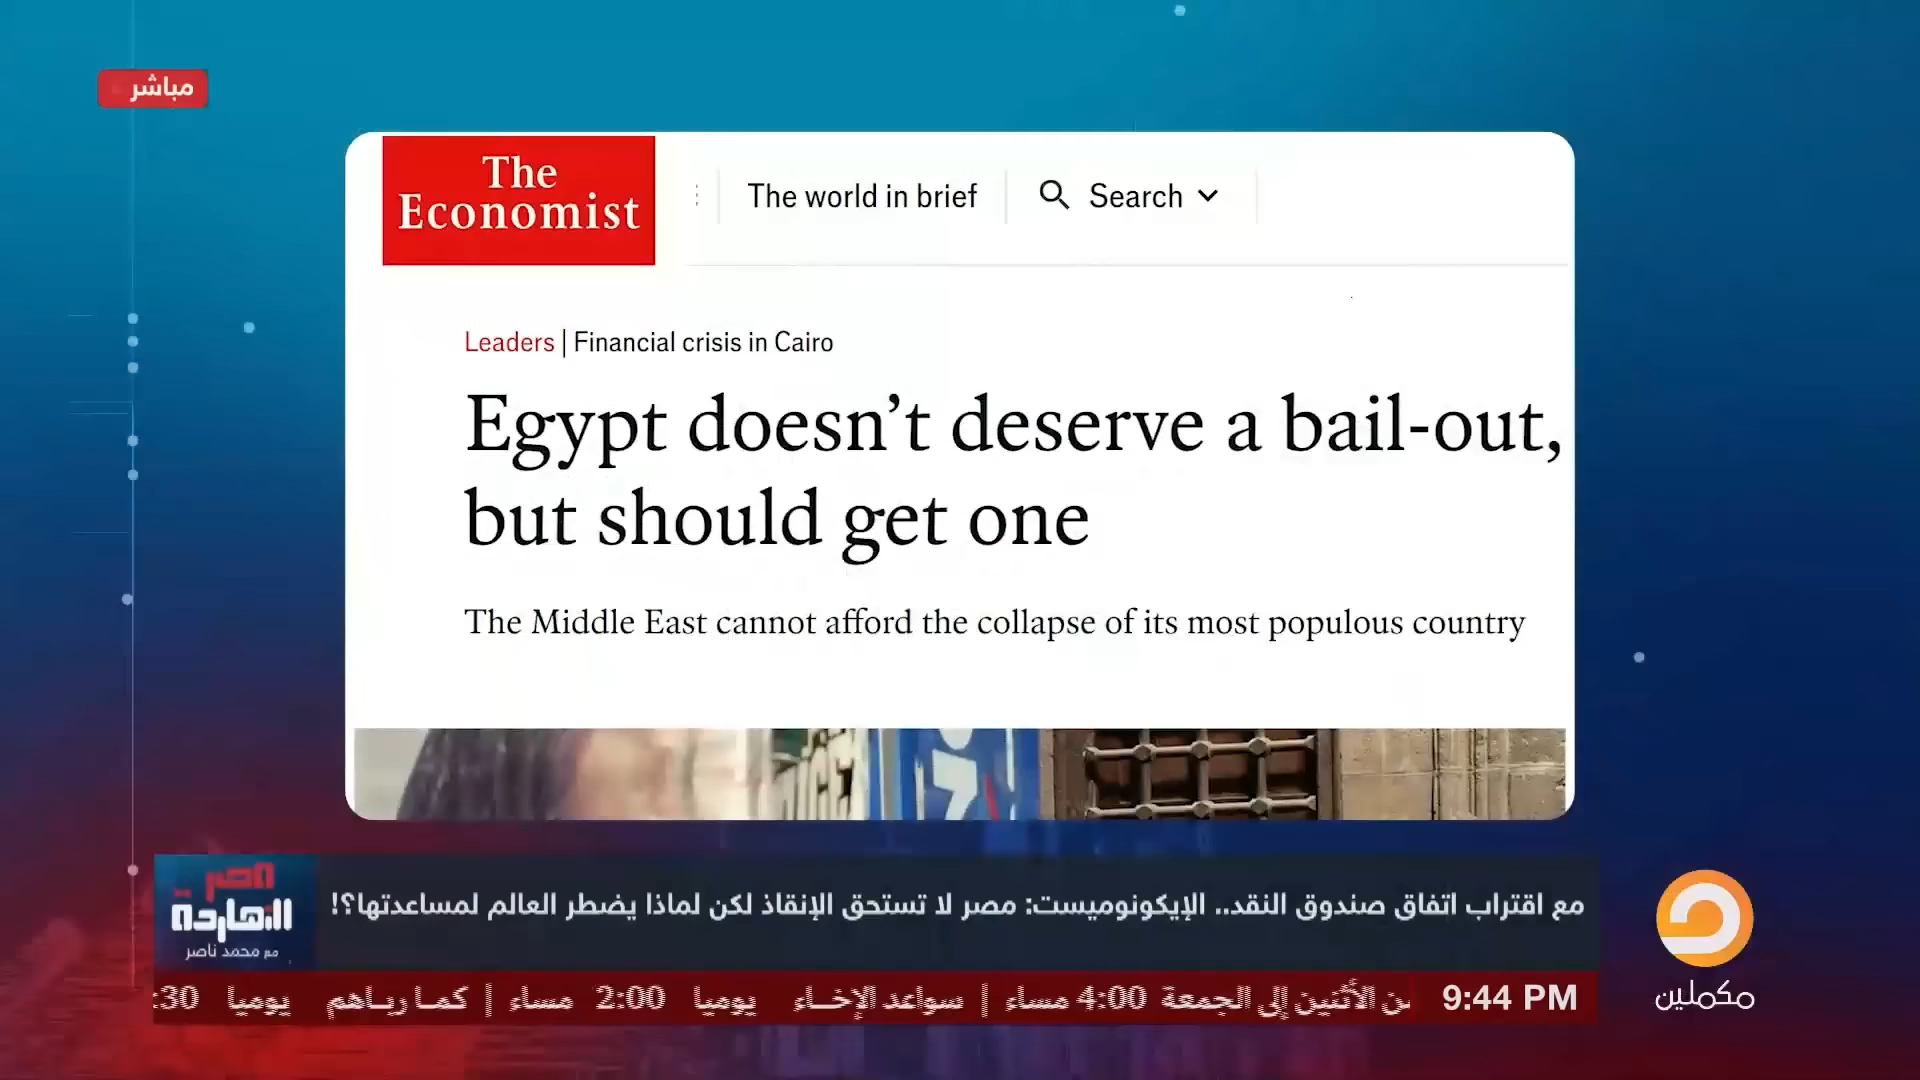 مباشر
The
Economist
The world in brief
Search
Leaders | Financial crisis in Cairo
Egypt doesn’t deserve a bail-out,
but should get one
The Middle East cannot afford the collapse of its most populous country
مصر
النهاردة
مع محمد ناصر
مع اقتراب اتفاق صندوق النقد.. الإيكونوميست: مصر لا تستحق الإنقاذ لكن لماذا يضطر العالم لمساعدتها؟!
من الأثنين إلى الجمعة 4:00 مساء | سواعد الإخاء يوميا 2:00 مساء | كما رباهم يوميا 30:
9:44 PM
مكملين